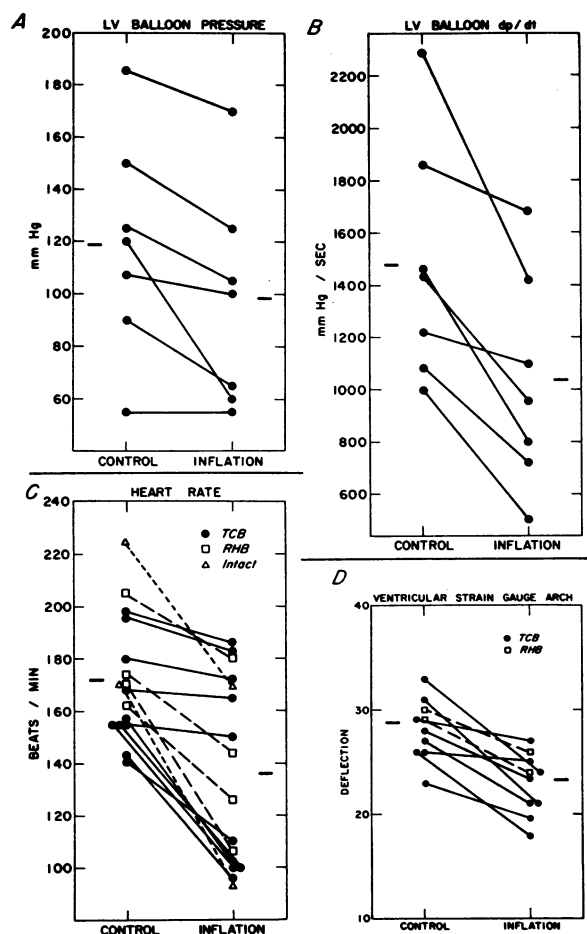 A
LV BALLOON PRESSURE
200
180
160
140
120
100
80
60
mm Hg
CONTROL INFLATION
B
LV BALLOON dp/dt
2200
2000
1800
1600
1400
1200
1000
800
600
mm Hg / SEC
CONTROL INFLATION
C
HEART RATE
240
220
200
180
160
140
120
100
BEATS / MIN
TCB
RHB
Intact
CONTROL INFLATION
D
VENTRICULAR STRAIN GAUGE ARCH
40
30
20
10
DEFLECTION
TCB
RHB
CONTROL INFLATION